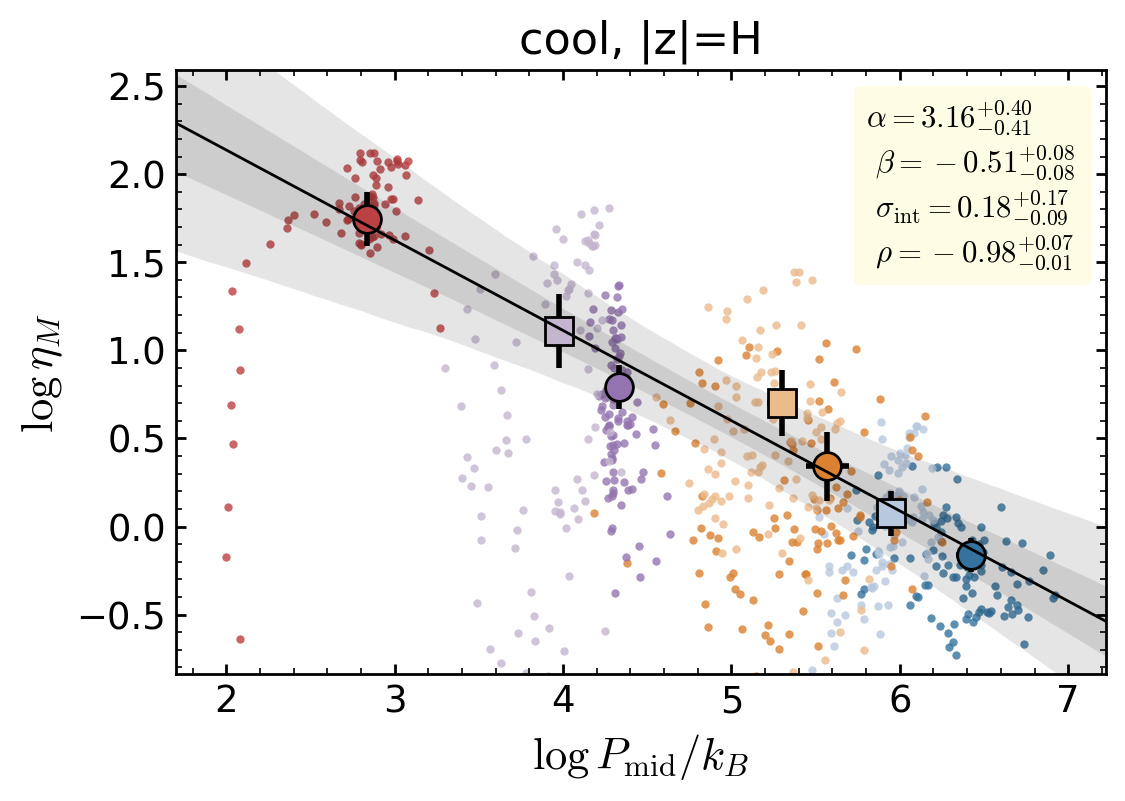 cool, |z|=H
2.5
2.0
1.5
1.0
0.5
0.0
−0.5
log η_M
α = 3.16^{+0.40}_{−0.41}
β = −0.51^{+0.08}_{−0.08}
σ_int = 0.18^{+0.17}_{−0.09}
ρ = −0.98^{+0.07}_{−0.01}
2 3 4 5 6 7
log P_mid/k_B